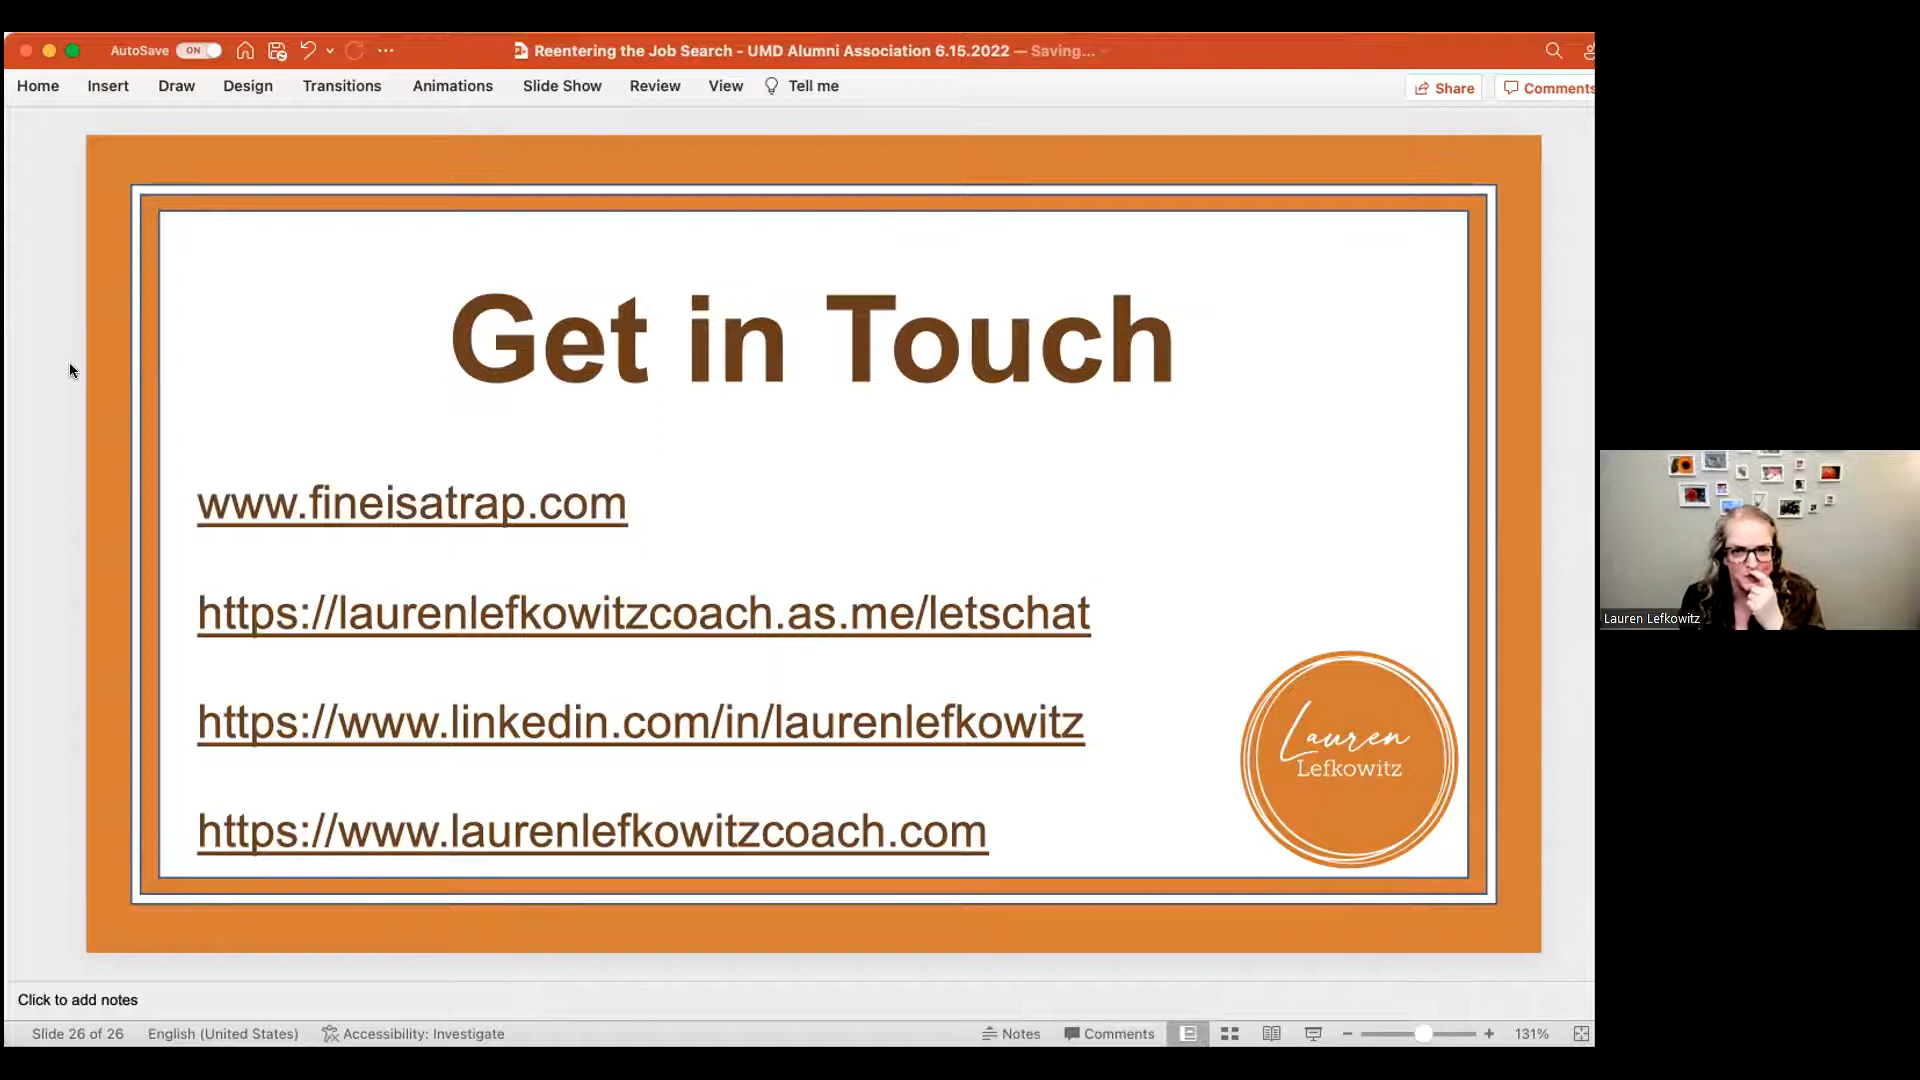 AutoSave ON
Reentering the Job Search - UMD Alumni Association 6.15.2022 — Saving...
Home Insert Draw Design Transitions Animations Slide Show Review View Tell me
Share Comments
Get in Touch
www.fineisatrap.com
https://laurenlefkowitzcoach.as.me/letschat
https://www.linkedin.com/in/laurenlefkowitz
https://www.laurenlefkowitzcoach.com
Lauren
Lefkowitz
Lauren Lefkowitz
Click to add notes
Slide 26 of 26 English (United States) Accessibility: Investigate Notes Comments 131%